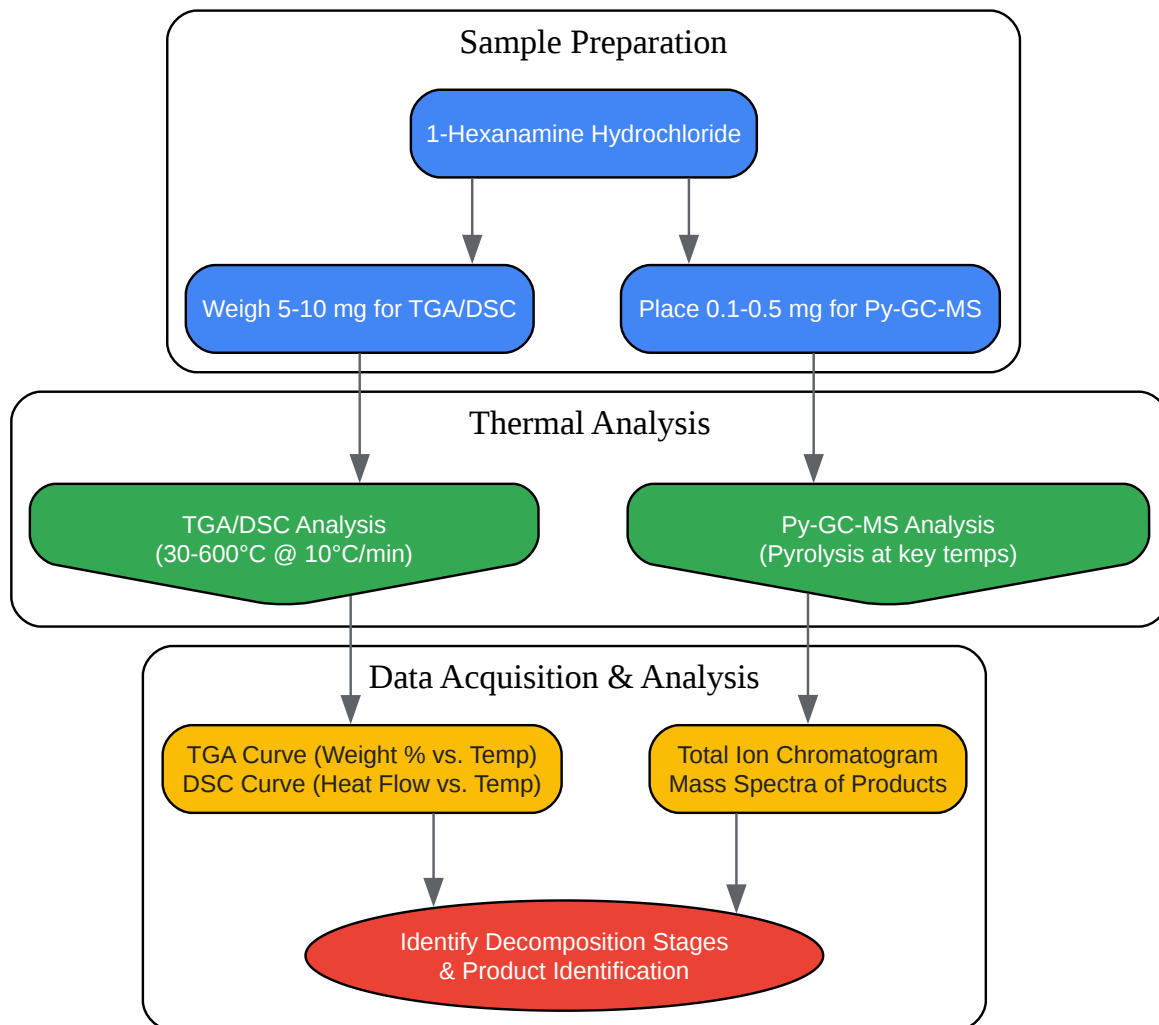 Sample Preparation
1-Hexanamine Hydrochloride
Weigh 5-10 mg for TGA/DSC
Place 0.1-0.5 mg for Py-GC-MS
Thermal Analysis
TGA/DSC Analysis
(30-600°C @ 10°C/min)
Py-GC-MS Analysis
(Pyrolysis at key temps)
Data Acquisition & Analysis
TGA Curve (Weight % vs. Temp)
DSC Curve (Heat Flow vs. Temp)
Total Ion Chromatogram
Mass Spectra of Products
Identify Decomposition Stages
& Product Identification